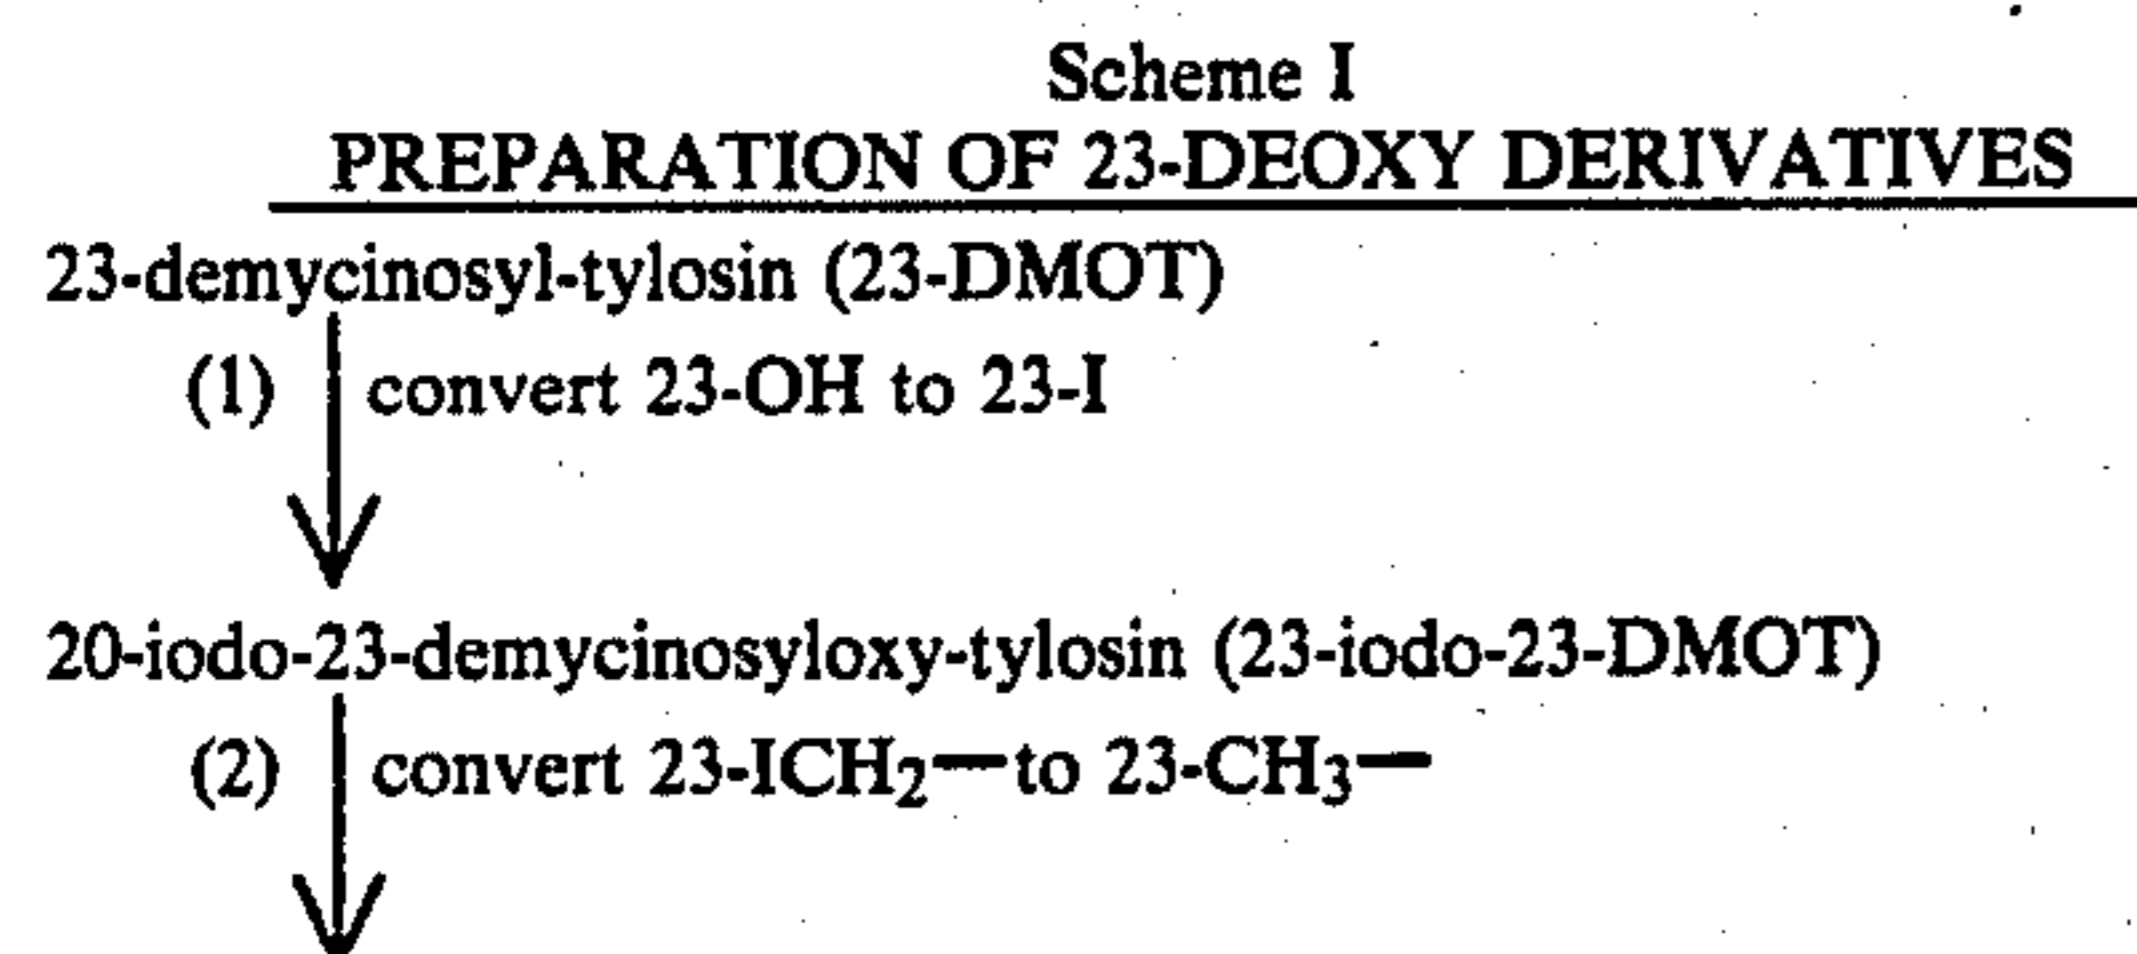 Scheme I
PREPARATION OF 23-DEOXY DERIVATIVES
23-demycinosyl-tylosin (23-DMOT)
(1) convert 23-OH to 23-I
20-iodo-23-demycinosyloxy-tylosin (23-iodo-23-DMOT)
(2) convert 23-ICH₂—to 23-CH₃—